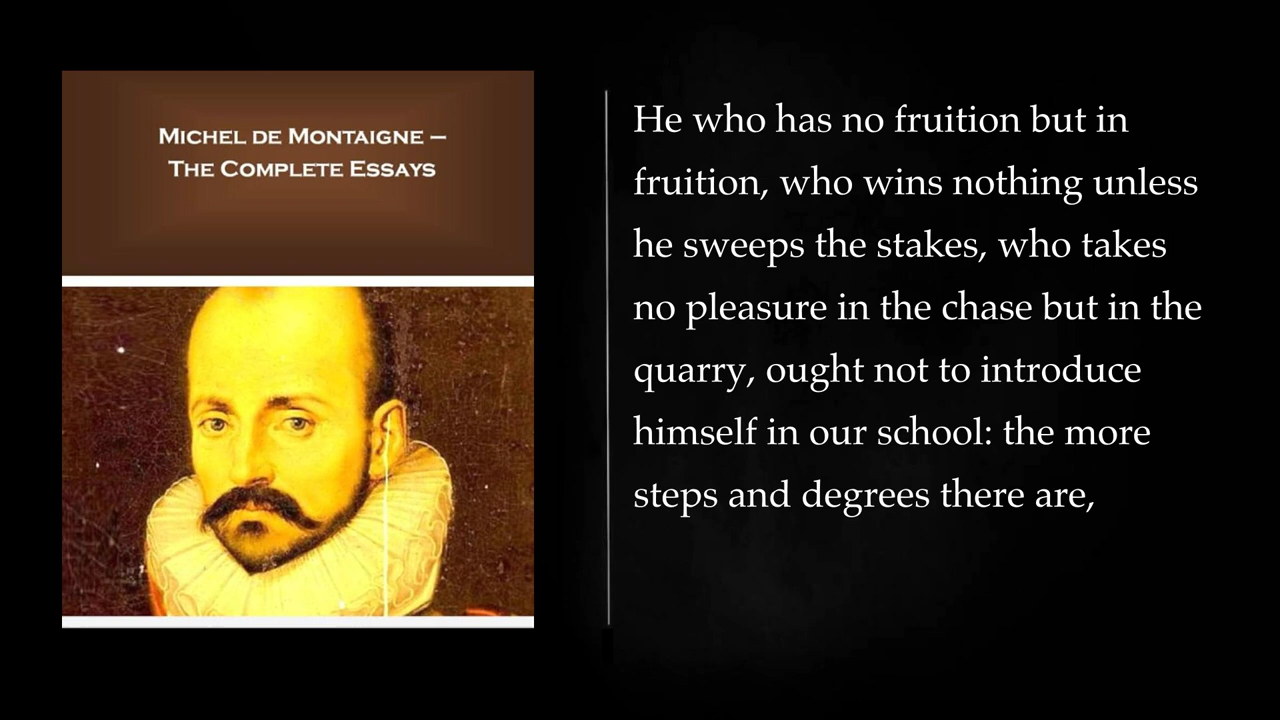 MICHEL DE MONTAIGNE –
THE COMPLETE ESSAYS
He who has no fruition but in
fruition, who wins nothing unless
he sweeps the stakes, who takes
no pleasure in the chase but in the
quarry, ought not to introduce
himself in our school: the more
steps and degrees there are,